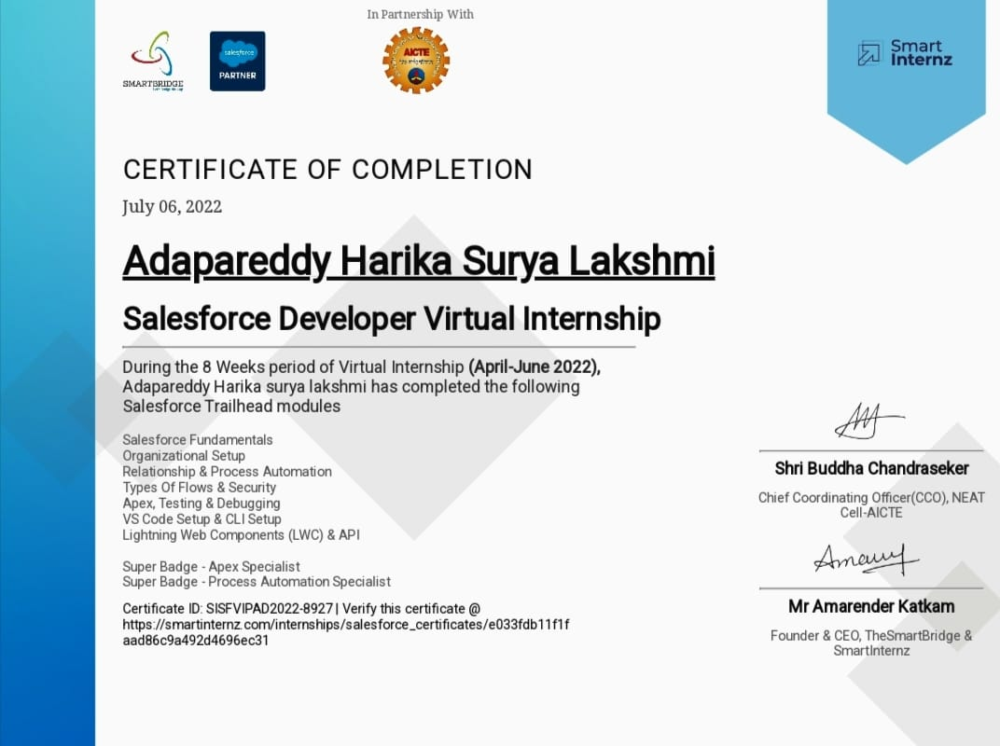 In Partnership With
SMARTBRIDGE
salesforce
PARTNER
AICTE
Smart
Internz
CERTIFICATE OF COMPLETION
July 06, 2022
Adapareddy Harika Surya Lakshmi
Salesforce Developer Virtual Internship
During the 8 Weeks period of Virtual Internship (April-June 2022),
Adapareddy Harika surya lakshmi has completed the following
Salesforce Trailhead modules
Salesforce Fundamentals
Organizational Setup
Relationship & Process Automation
Types Of Flows & Security
Apex, Testing & Debugging
VS Code Setup & CLI Setup
Lightning Web Components (LWC) & API
Super Badge - Apex Specialist
Super Badge - Process Automation Specialist
Certificate ID: SISFVIPAD2022-8927 | Verify this certificate @
https://smartinternz.com/internships/salesforce_certificates/e033fdb11f1f
aad86c9a492d4696ec31
Shri Buddha Chandraseker
Chief Coordinating Officer(CCO), NEAT
Cell-AICTE
Mr Amarender Katkam
Founder & CEO, TheSmartBridge &
SmartInternz